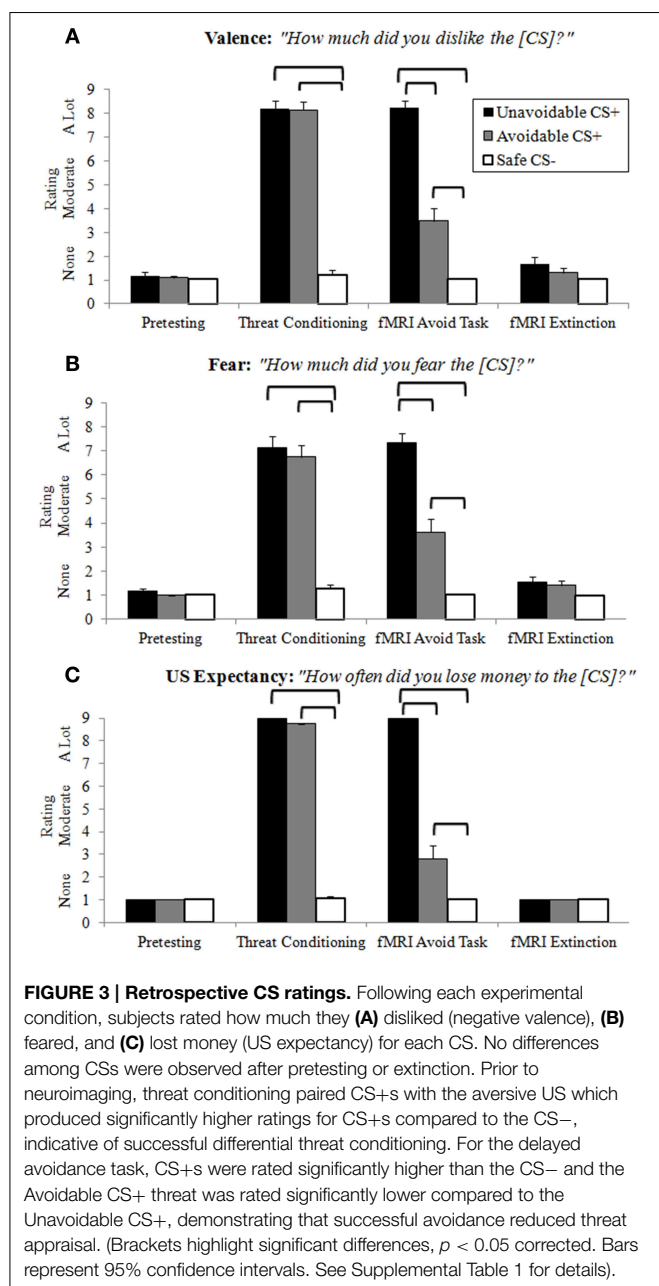 A
Valence: "How much did you dislike the [CS]?"
9
8
7
6
5
4
3
2
1
0
A Lot
Rating
Moderate
None
Unavoidable CS+
Avoidable CS+
Safe CS-
Pretesting Threat Conditioning fMRI Avoid Task fMRI Extinction
B
Fear: "How much did you fear the [CS]?"
9
8
7
6
5
4
3
2
1
0
A Lot
Rating
Moderate
None
Pretesting Threat Conditioning fMRI Avoid Task fMRI Extinction
C
US Expectancy: "How often did you lose money to the [CS]?"
9
8
7
6
5
4
3
2
1
0
A Lot
Rating
Moderate
None
Pretesting Threat Conditioning fMRI Avoid Task fMRI Extinction
FIGURE 3 | Retrospective CS ratings. Following each experimental
condition, subjects rated how much they (A) disliked (negative valence), (B)
feared, and (C) lost money (US expectancy) for each CS. No differences
among CSs were observed after pretesting or extinction. Prior to
neuroimaging, threat conditioning paired CS+s with the aversive US which
produced significantly higher ratings for CS+s compared to the CS−,
indicative of successful differential threat conditioning. For the delayed
avoidance task, CS+s were rated significantly higher than the CS− and the
Avoidable CS+ threat was rated significantly lower compared to the
Unavoidable CS+, demonstrating that successful avoidance reduced threat
appraisal. (Brackets highlight significant differences, p < 0.05 corrected. Bars
represent 95% confidence intervals. See Supplemental Table 1 for details).